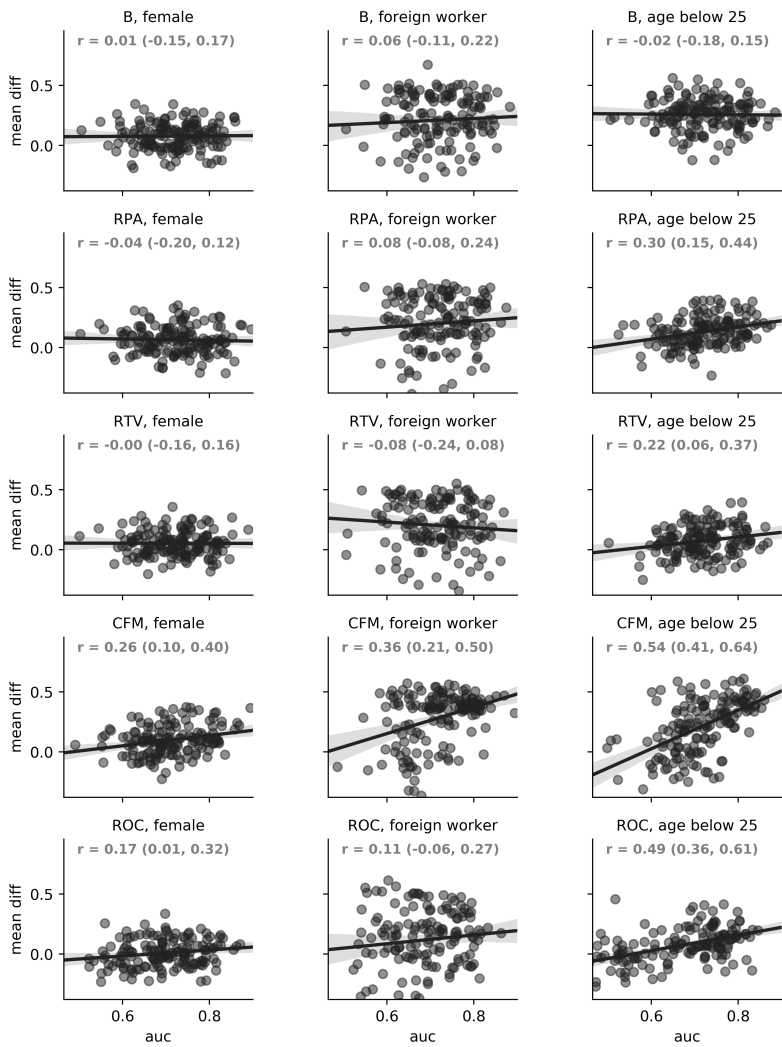 B, female
B, foreign worker
B, age below 25
r = 0.01 (-0.15, 0.17)
r = 0.06 (-0.11, 0.22)
r = -0.02 (-0.18, 0.15)
mean diff
0.5
0.0
RPA, female
RPA, foreign worker
RPA, age below 25
r = -0.04 (-0.20, 0.12)
r = 0.08 (-0.08, 0.24)
r = 0.30 (0.15, 0.44)
mean diff
0.5
0.0
RTV, female
RTV, foreign worker
RTV, age below 25
r = -0.00 (-0.16, 0.16)
r = -0.08 (-0.24, 0.08)
r = 0.22 (0.06, 0.37)
mean diff
0.5
0.0
CFM, female
CFM, foreign worker
CFM, age below 25
r = 0.26 (0.10, 0.40)
r = 0.36 (0.21, 0.50)
r = 0.54 (0.41, 0.64)
mean diff
0.5
0.0
ROC, female
ROC, foreign worker
ROC, age below 25
r = 0.17 (0.01, 0.32)
r = 0.11 (-0.06, 0.27)
r = 0.49 (0.36, 0.61)
mean diff
0.5
0.0
0.6 0.8
0.6 0.8
0.6 0.8
auc
auc
auc